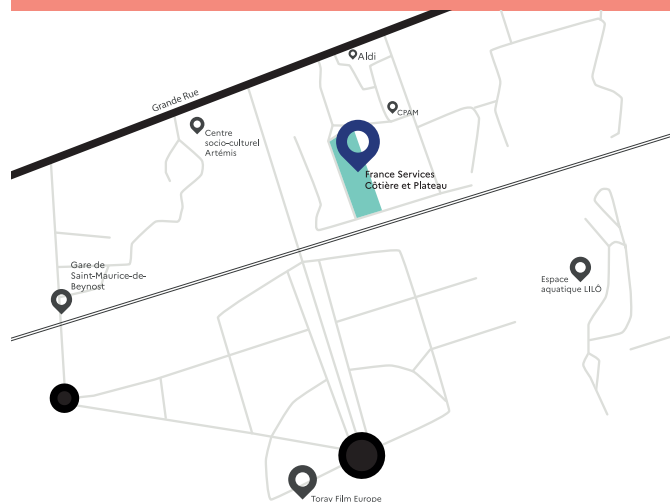 Aldi
Grande Rue
CPAM
Centre
socio-culturel
Artémis
France Services
Côtière et Plateau
Gare de
Saint-Maurice-de-
Beynost
Espace
aquatique LILÔ
Toray Film Europe